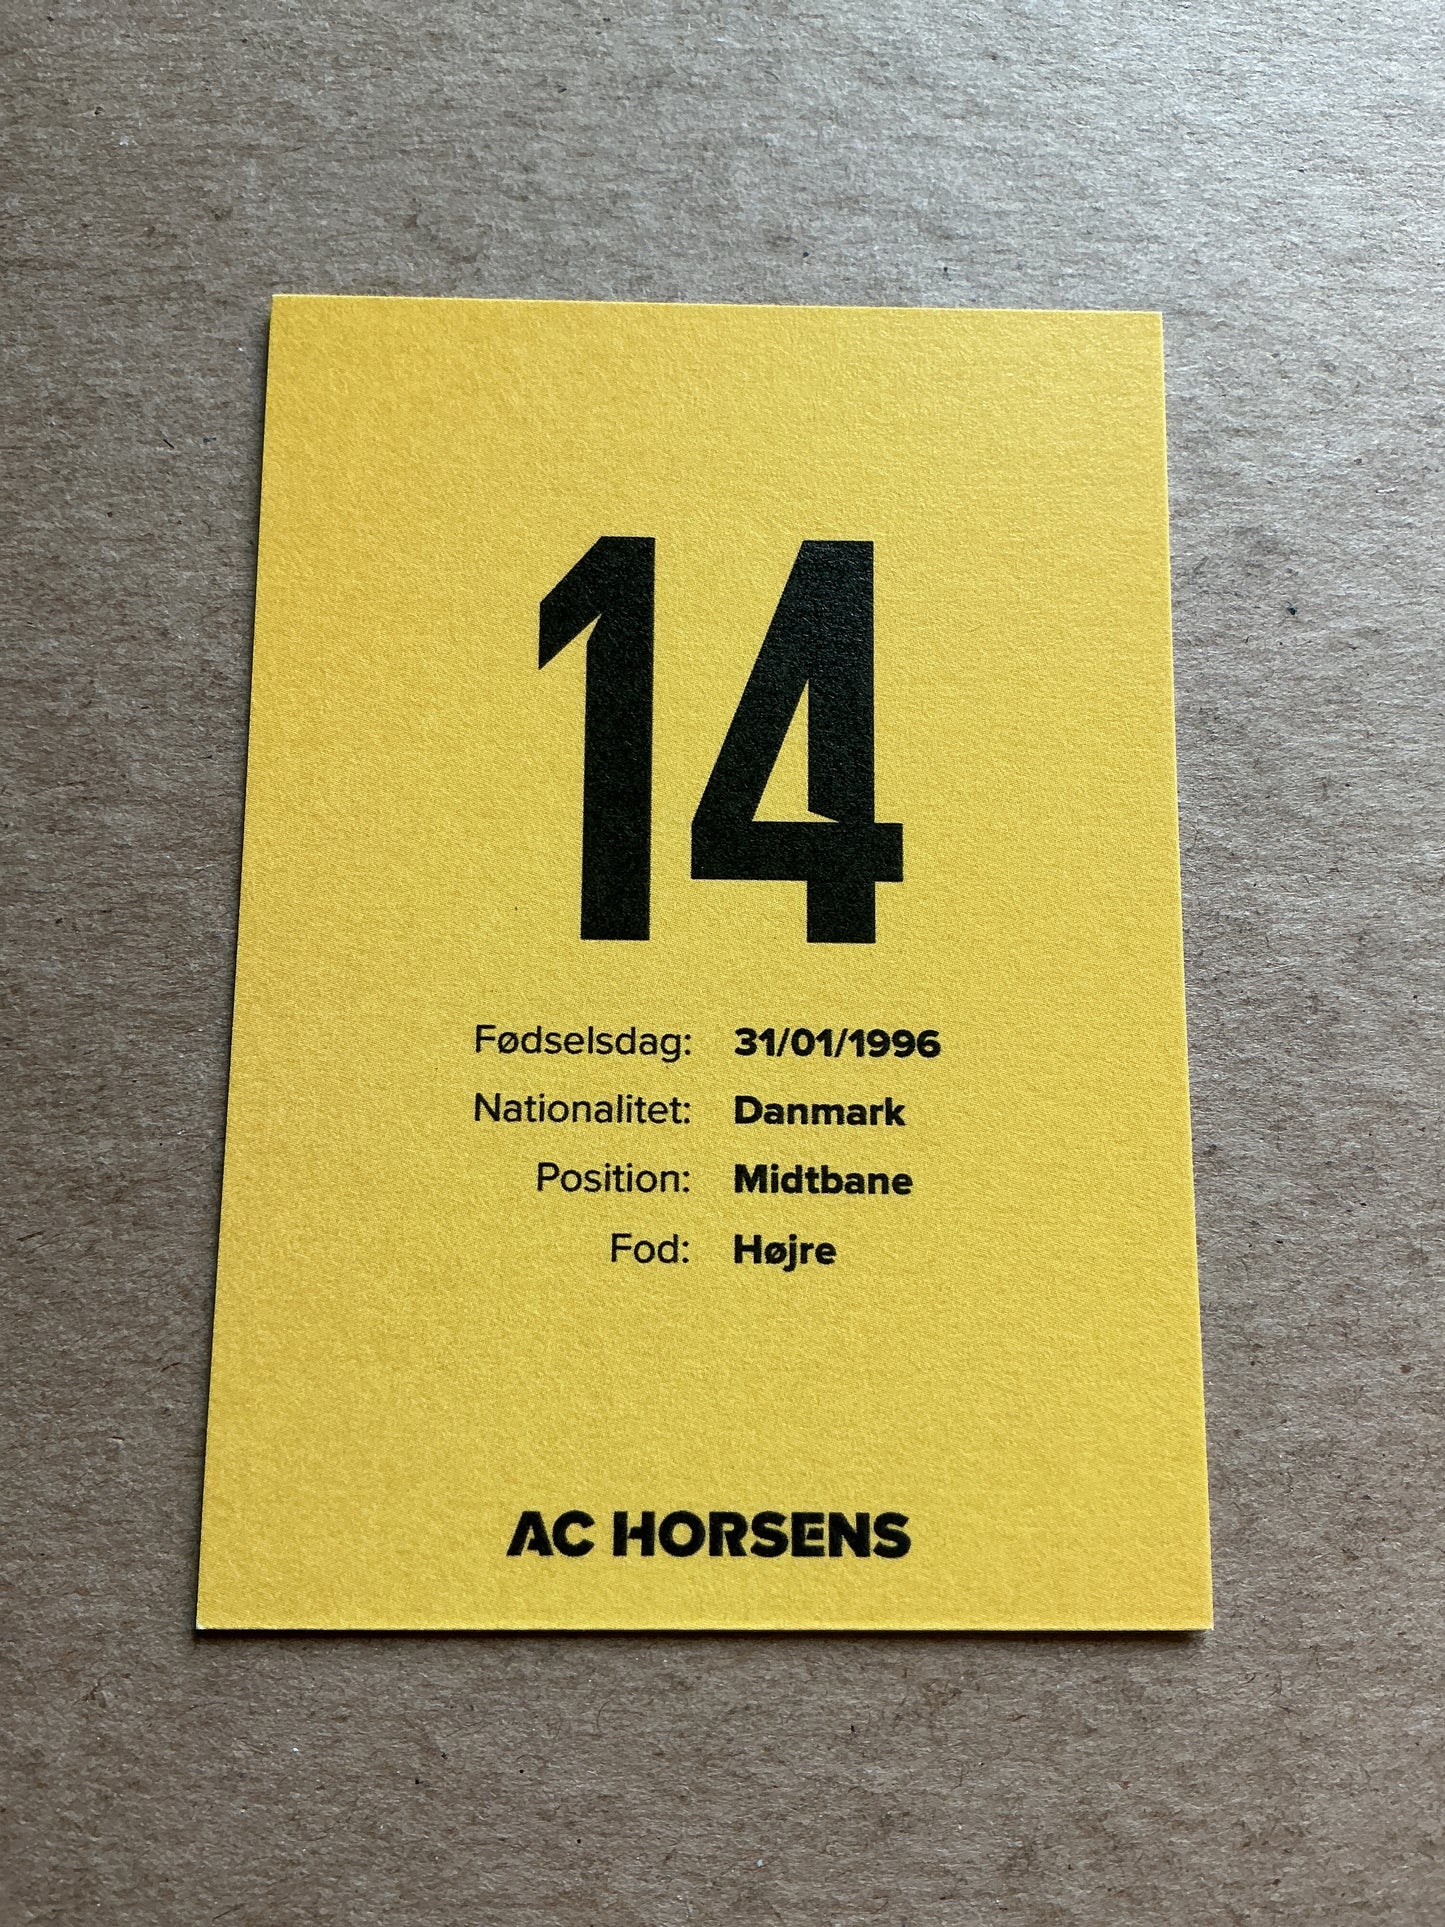 14
Fødselsdag: 31/01/1996
Nationalitet: Danmark
Position: Midtbane
Fod: Højre
AC HORSENS